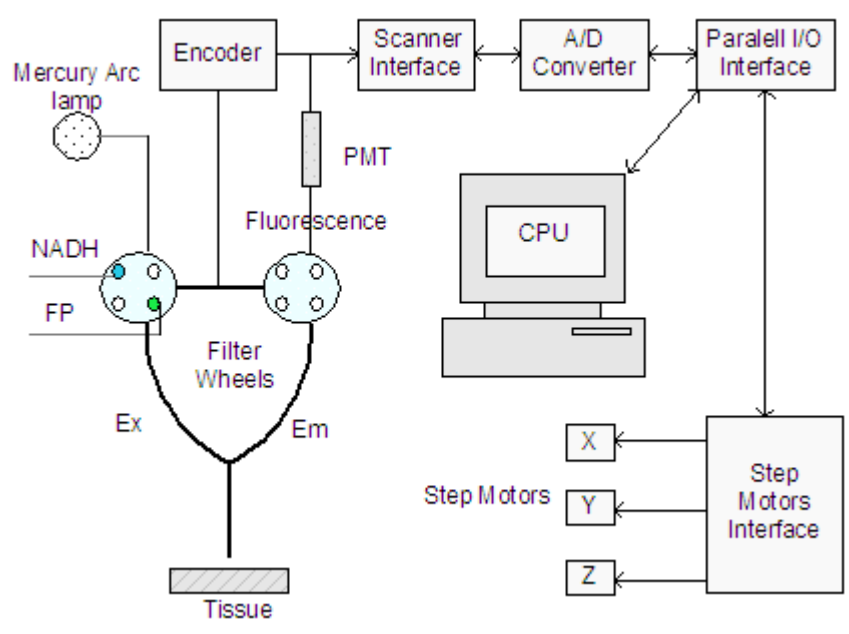 Encoder
Scanner
Interface
A/D
Converter
Paralell I/O
Interface
Mercury Arc
lamp
PMT
Fluorescence
CPU
NADH
FP
Filter
Wheels
Ex
Em
X
Step Motors
Y
Z
Step
Motors
Interface
Tissue